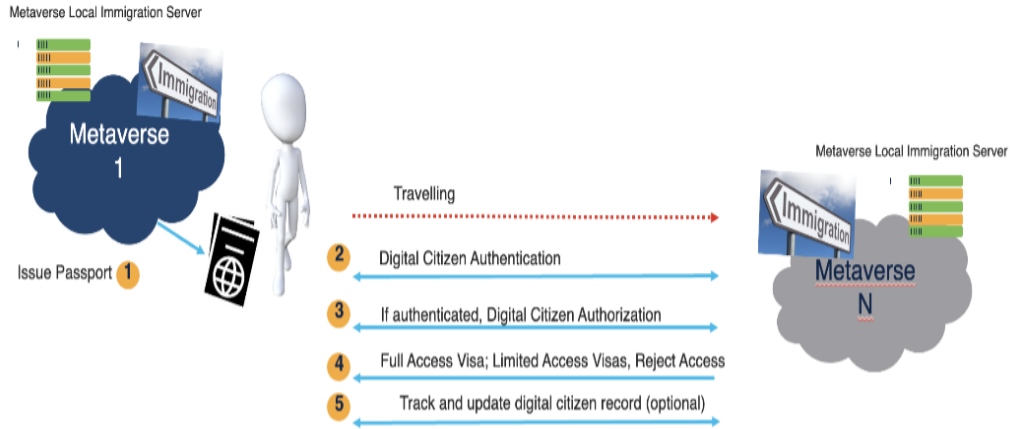 Metaverse Local Immigration Server
Immigration
Metaverse
1
Issue Passport 1
Travelling
2 Digital Citizen Authentication
3 If authenticated, Digital Citizen Authorization
4 Full Access Visa; Limited Access Visas, Reject Access
5 Track and update digital citizen record (optional)
Metaverse Local Immigration Server
Immigration
Metaverse
N